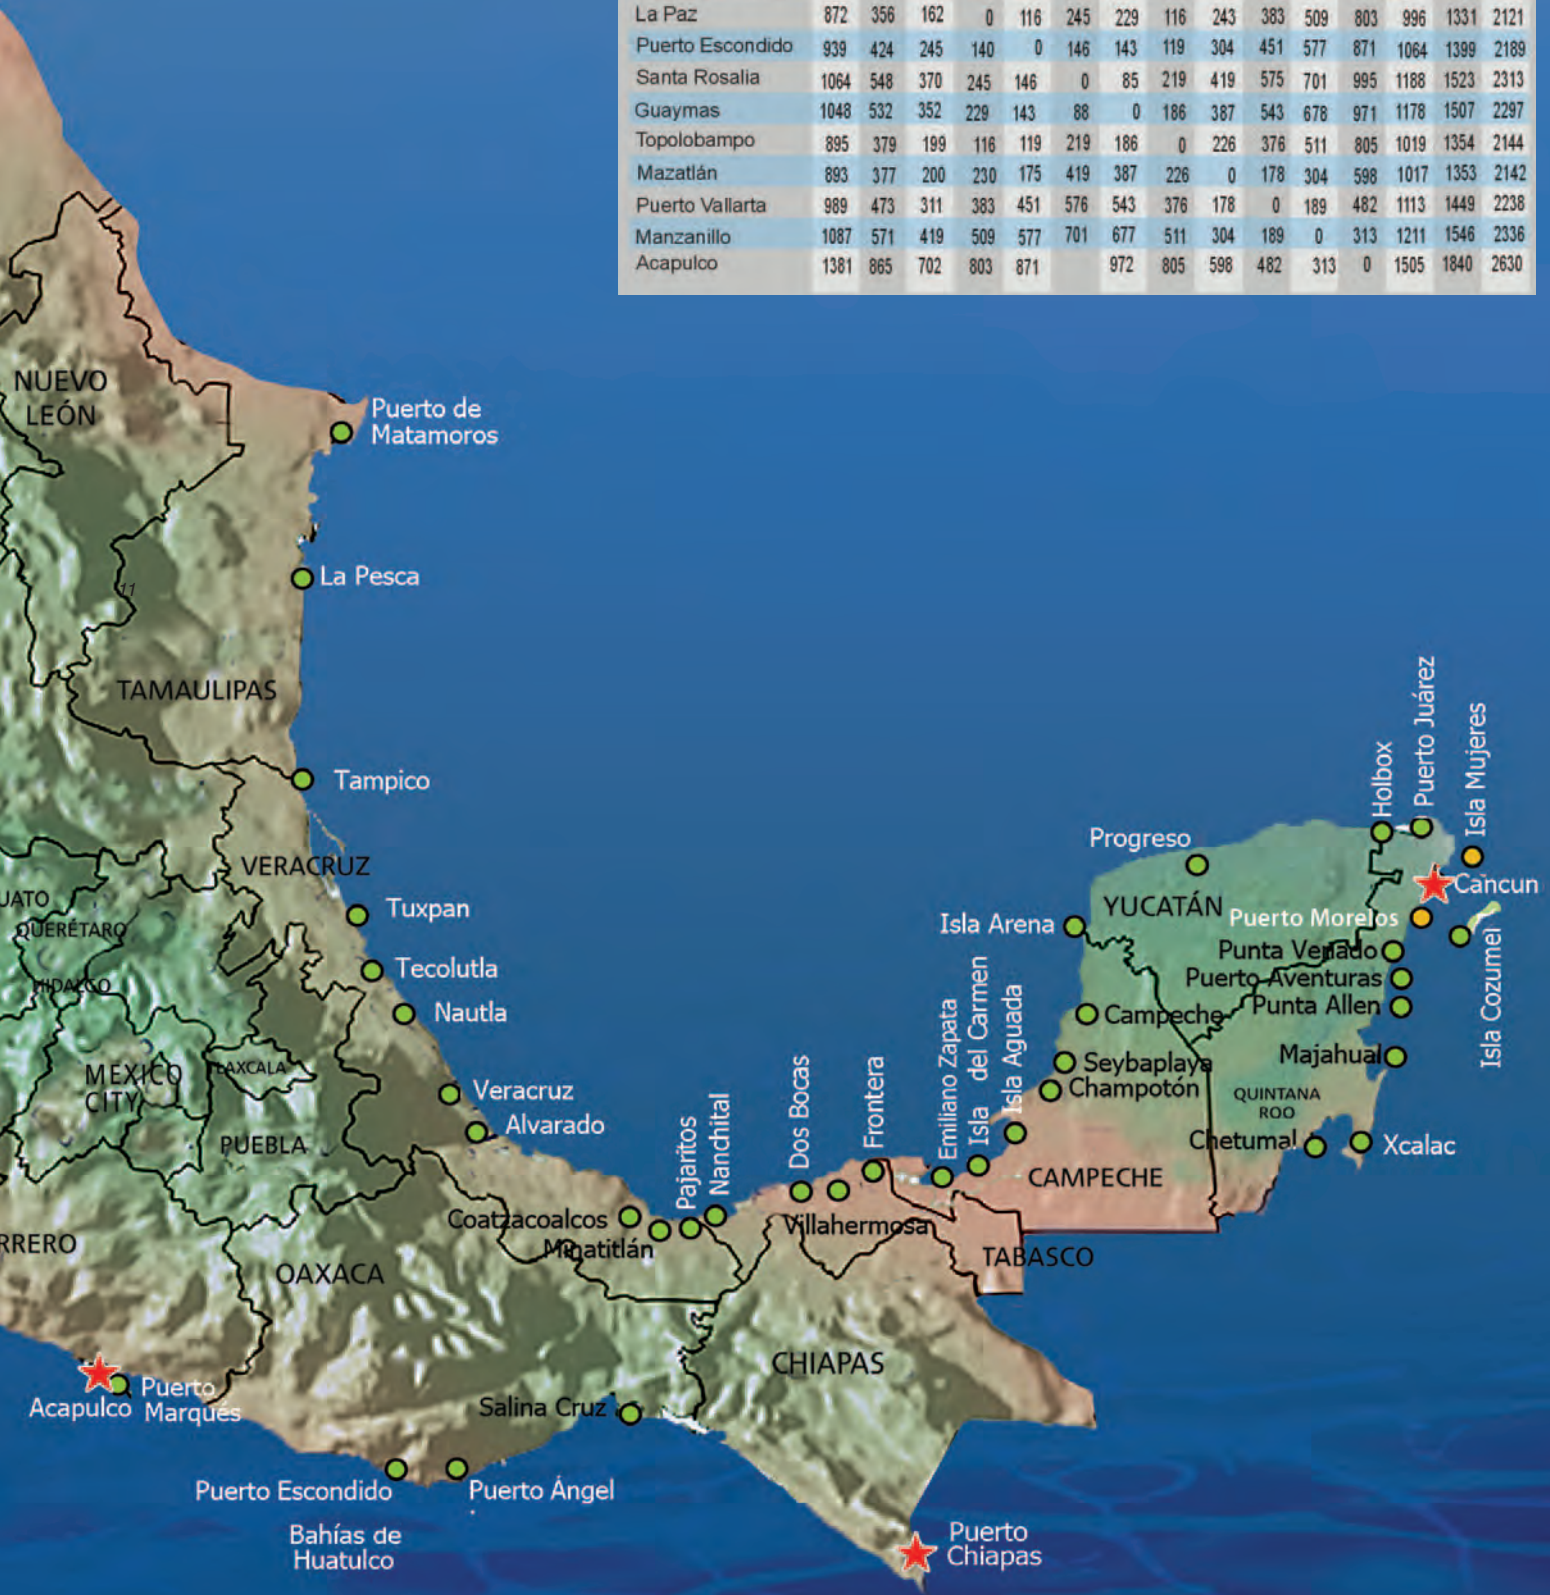 La Paz 872 356 162 0 116 245 229 116 243 383 509 803 996 1331 2121
Puerto Escondido 939 424 245 140 0 146 143 119 304 451 577 871 1064 1399 2189
Santa Rosalia 1064 548 370 245 146 0 85 219 419 575 701 995 1188 1523 2313
Guaymas 1048 532 352 229 143 88 0 186 387 543 678 971 1178 1507 2297
Topolobampo 895 379 199 116 119 219 186 0 226 376 511 805 1019 1354 2144
Mazatlán 893 377 200 230 175 419 387 226 0 178 304 598 1017 1353 2142
Puerto Vallarta 989 473 311 383 451 576 543 376 178 0 189 482 1113 1449 2238
Manzanillo 1087 571 419 509 577 701 677 511 304 189 0 313 1211 1546 2336
Acapulco 1381 865 702 803 871 972 805 598 482 313 0 1505 1840 2630
NUEVO
LEÓN
Puerto de
Matamoros
La Pesca
11
TAMAULIPAS
Tampico
VERACRUZ
UATO
QUERÉTARO
HIDALGO
Tuxpan
Tecolutla
Nautla
MEXICO
CITY
TLAXCALA
PUEBLA
Veracruz
Alvarado
RRERO
OAXACA
Coatzacoalcos
Minatitlán
Pajaritos
Nanchital
Dos Bocas
Villahermosa
Frontera
Emiliano Zapata
Isla del Carmen
Isla Aguada
TABASCO
CHIAPAS
Acapulco
Puerto
Marqués
Salina Cruz
Puerto Escondido
Puerto Ángel
Bahías de
Huatulco
Puerto
Chiapas
Progreso
YUCATÁN
Isla Arena
Campeche
Seybaplaya
Champotón
CAMPECHE
Holbox
Puerto Juárez
Isla Mujeres
Cancun
Puerto Morelos
Punta Venado
Puerto Aventuras
Punta Allen
Isla Cozumel
Majahual
QUINTANA
ROO
Chetumal
Xcalac